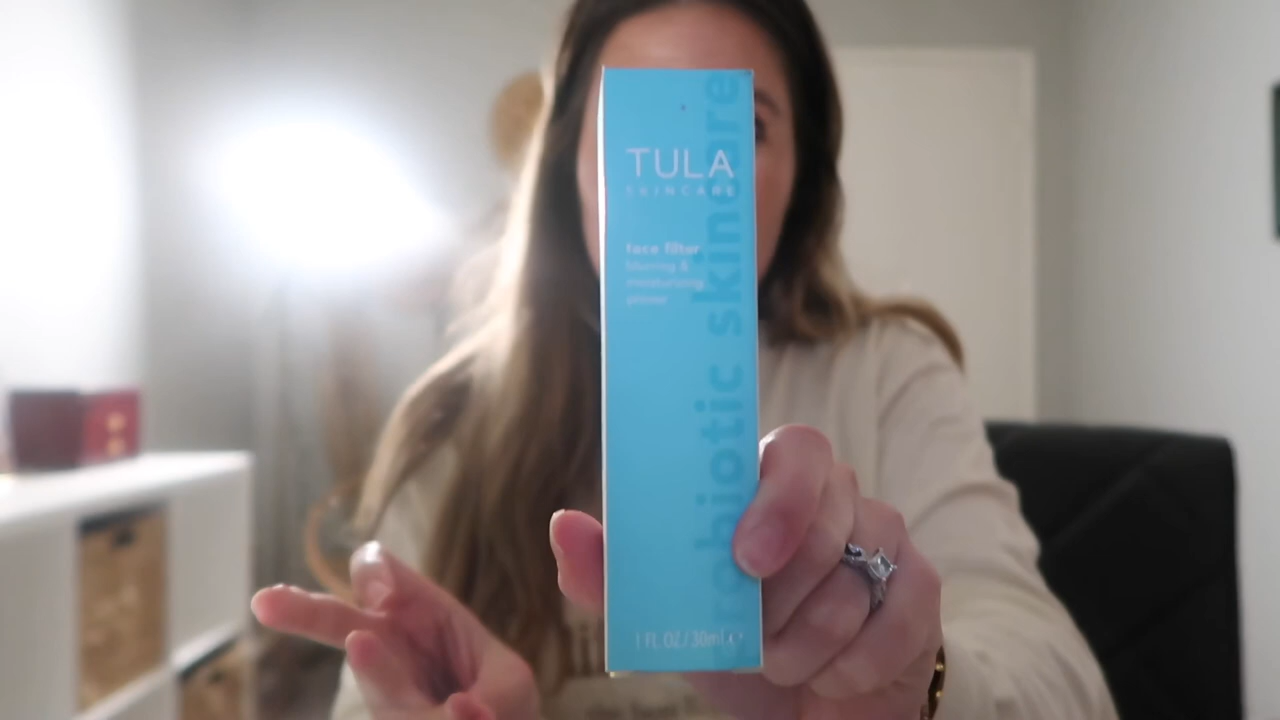 TULA
SKINCARE
face filter
blurring &
moisturizing
primer
probiotic skincare
1 FL. OZ/30ml e